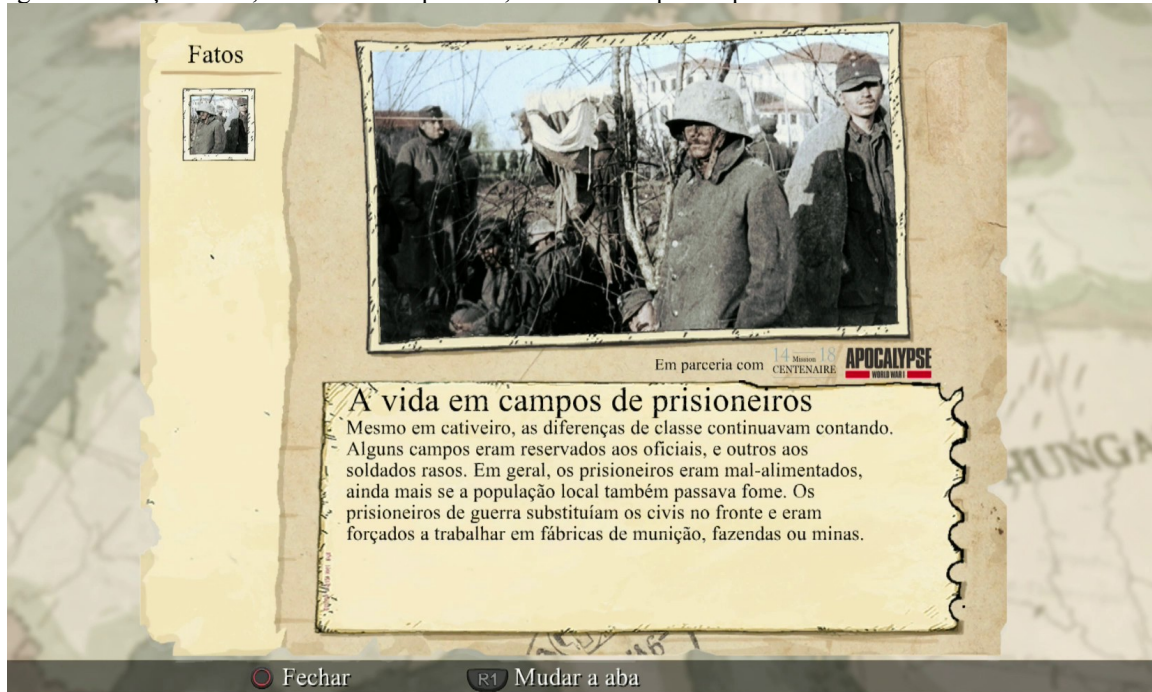 Fatos
Em parceria com 14 Mission 18 CENTENAIRE APOCALYPSE WORLD WAR I
A vida em campos de prisioneiros
Mesmo em cativeiro, as diferenças de classe continuavam contando.
Alguns campos eram reservados aos oficiais, e outros aos
soldados rasos. Em geral, os prisioneiros eram mal-alimentados,
ainda mais se a população local também passava fome. Os
prisioneiros de guerra substituíam os civis no fronte e eram
forçados a trabalhar em fábricas de munição, fazendas ou minas.
HUNGA
Fechar R1 Mudar a aba